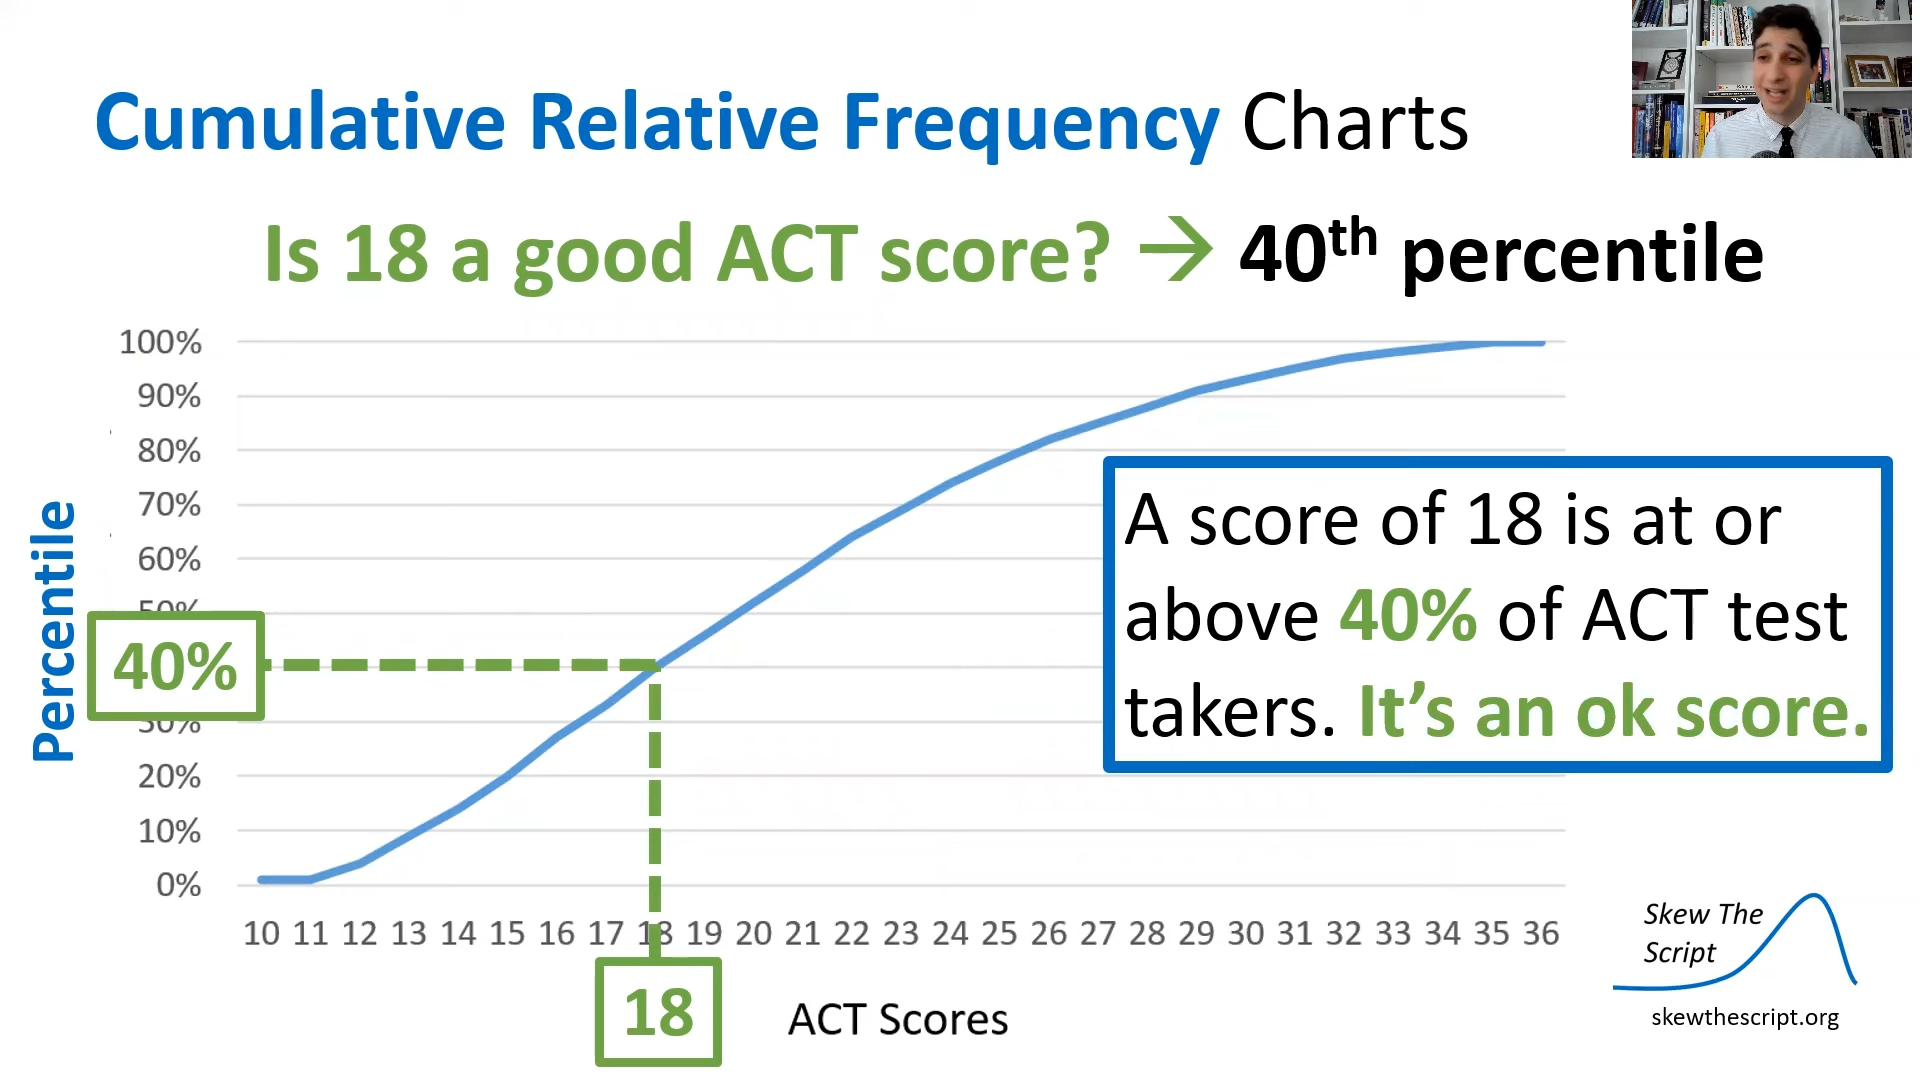 Cumulative Relative Frequency Charts
Is 18 a good ACT score? → 40th percentile
100%
90%
80%
70%
60%
50%
40%
30%
20%
10%
0%
Percentile
A score of 18 is at or
above 40% of ACT test
takers. It's an ok score.
10 11 12 13 14 15 16 17 18 19 20 21 22 23 24 25 26 27 28 29 30 31 32 33 34 35 36
18
ACT Scores
Skew The
Script
skewthescript.org